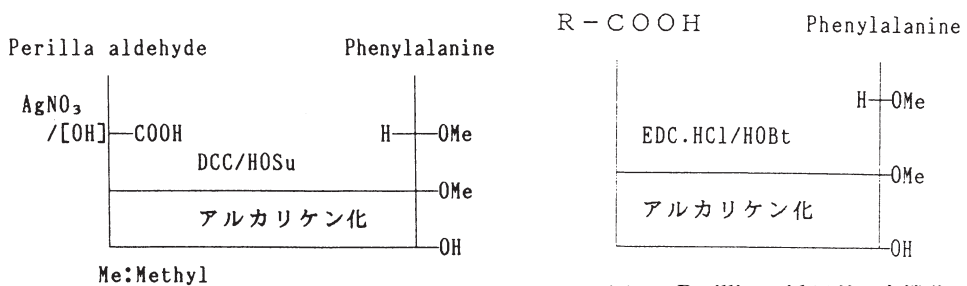 Perilla aldehyde
Phenylalanine
AgNO₃
/[OH]
COOH
H
OMe
DCC/HOSu
OMe
アルカリケン化
OH
Me:Methyl
R-COOH
Phenylalanine
H
OMe
EDC.HCl/HOBt
OMe
アルカリケン化
OH